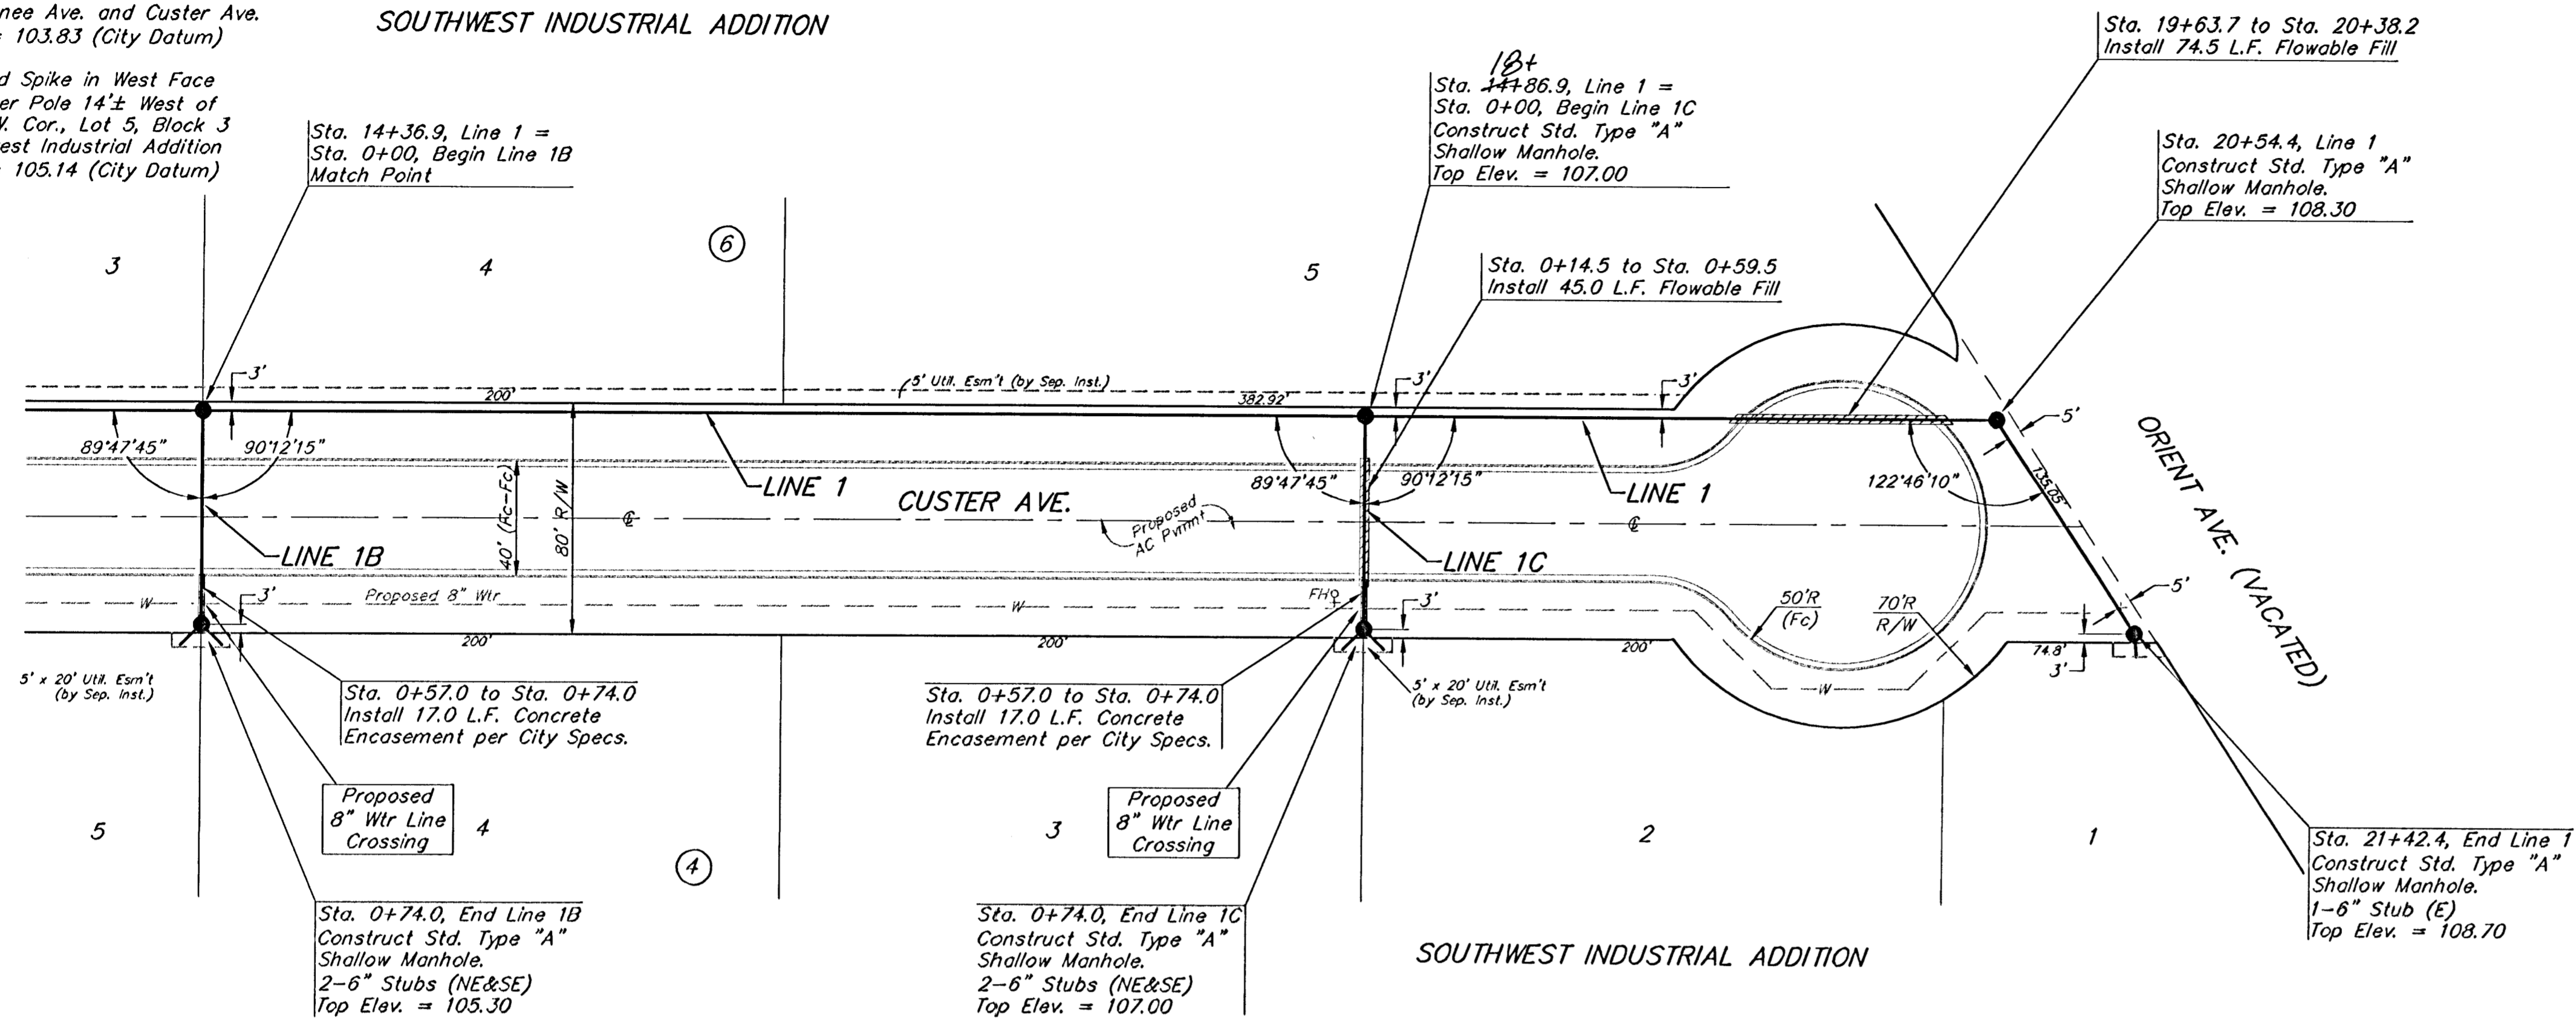 nee Ave. and Custer Ave.
= 103.83 (City Datum)
d Spike in West Face
er Pole 14'± West of
V. Cor., Lot 5, Block 3
est Industrial Addition
105.14 (City Datum)
SOUTHWEST INDUSTRIAL ADDITION
Sta. 14+36.9, Line 1 =
Sta. 0+00, Begin Line 1B
Match Point
18+
Sta. 14+86.9, Line 1 =
Sta. 0+00, Begin Line 1C
Construct Std. Type "A"
Shallow Manhole.
Top Elev. = 107.00
Sta. 19+63.7 to Sta. 20+38.2
Install 74.5 L.F. Flowable Fill
Sta. 20+54.4, Line 1
Construct Std. Type "A"
Shallow Manhole.
Top Elev. = 108.30
Sta. 0+14.5 to Sta. 0+59.5
Install 45.0 L.F. Flowable Fill
3
4
6
5
3'
200'
5' Util. Esm't (by Sep. Inst.)
382.92'
3'
3'
5'
89°47'45"
90°12'15"
LINE 1
89°47'45"
90°12'15"
LINE 1
122°46'10"
135.05'
ORIENT AVE. (VACATED)
40' (Fc-Fc)
80' R/W
CUSTER AVE.
℄
Proposed
AC Pvmnt
℄
LINE 1B
LINE 1C
W
Proposed 8" Wtr
3'
W
FH
3'
50'R
(Fc)
70'R
R/W
5'
200'
200'
200'
74.8'
3'
W
5' x 20' Util. Esm't
(by Sep. Inst.)
Sta. 0+57.0 to Sta. 0+74.0
Install 17.0 L.F. Concrete
Encasement per City Specs.
Sta. 0+57.0 to Sta. 0+74.0
Install 17.0 L.F. Concrete
Encasement per City Specs.
5' x 20' Util. Esm't
(by Sep. Inst.)
Proposed
8" Wtr Line
Crossing
Proposed
8" Wtr Line
Crossing
5
4
4
3
2
1
Sta. 0+74.0, End Line 1B
Construct Std. Type "A"
Shallow Manhole.
2-6" Stubs (NE&SE)
Top Elev. = 105.30
Sta. 0+74.0, End Line 1C
Construct Std. Type "A"
Shallow Manhole.
2-6" Stubs (NE&SE)
Top Elev. = 107.00
Sta. 21+42.4, End Line 1
Construct Std. Type "A"
Shallow Manhole.
1-6" Stub (E)
Top Elev. = 108.70
SOUTHWEST INDUSTRIAL ADDITION